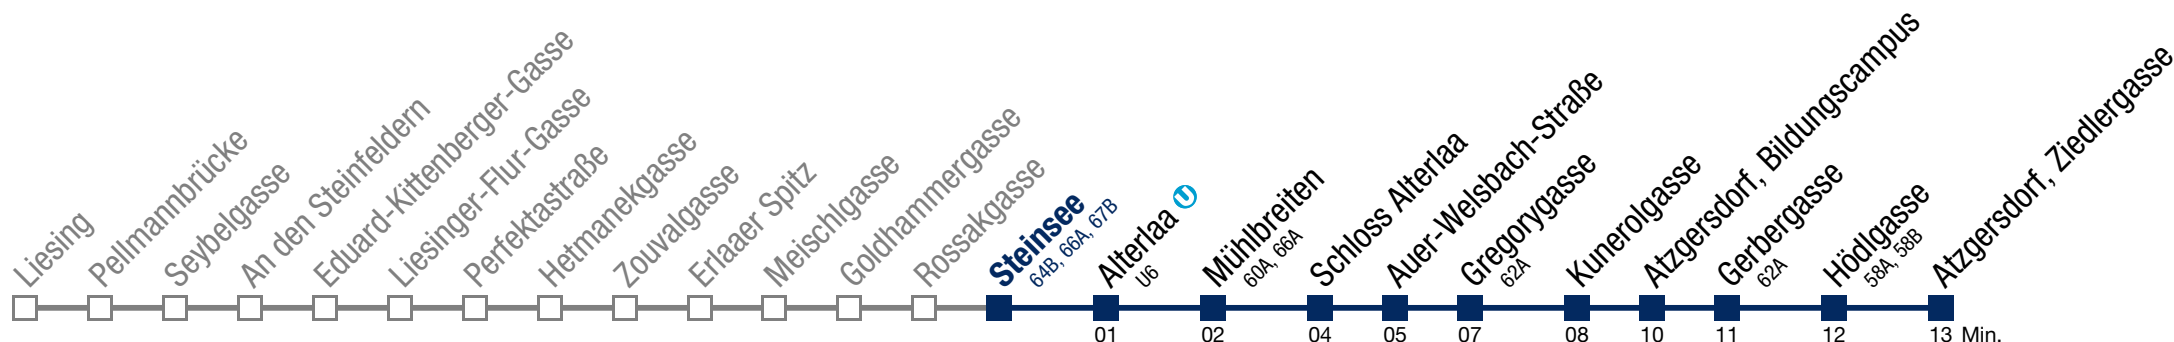 Liesing
Pellmannbrücke
Seybelgasse
An den Steinfeldern
Eduard-Kittenberger-Gasse
Liesinger-Flur-Gasse
Perfektastraße
Hetmanekgasse
Zouvalgasse
Erlaaer Spitz
Meischlgasse
Goldhammergasse
Rossakgasse
Steinsee
64B, 66A, 67B
Alterlaa U
U6
01
Mühlbreiten
60A, 66A
02
Schloss Alterlaa
04
Auer-Welsbach-Straße
05
Gregorygasse
62A
07
Kunerolgasse
08
Atzgersdorf, Bildungscampus
10
Gerbergasse
62A
11
Hödlgasse
58A, 58B
12
Atzgersdorf, Ziedlergasse
13 Min.